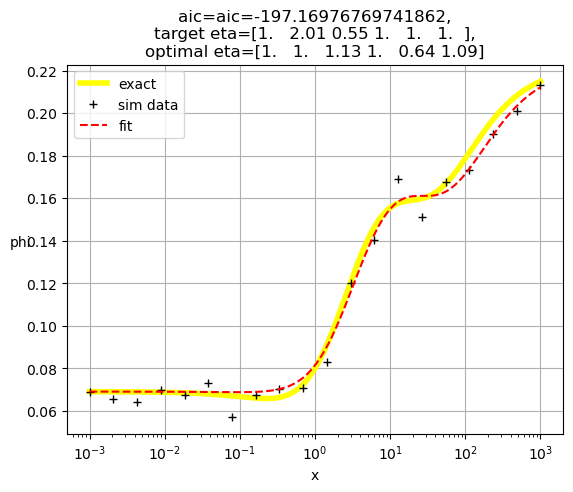 aic=aic=-197.16976769741862,
target eta=[1. 2.01 0.55 1. 1. 1. ],
optimal eta=[1. 1. 1.13 1. 0.64 1.09]
exact
sim data
fit
0.22
0.20
0.18
0.16
0.14
0.12
0.10
0.08
0.06
phi
10⁻³
10⁻²
10⁻¹
10⁰
10¹
10²
10³
x